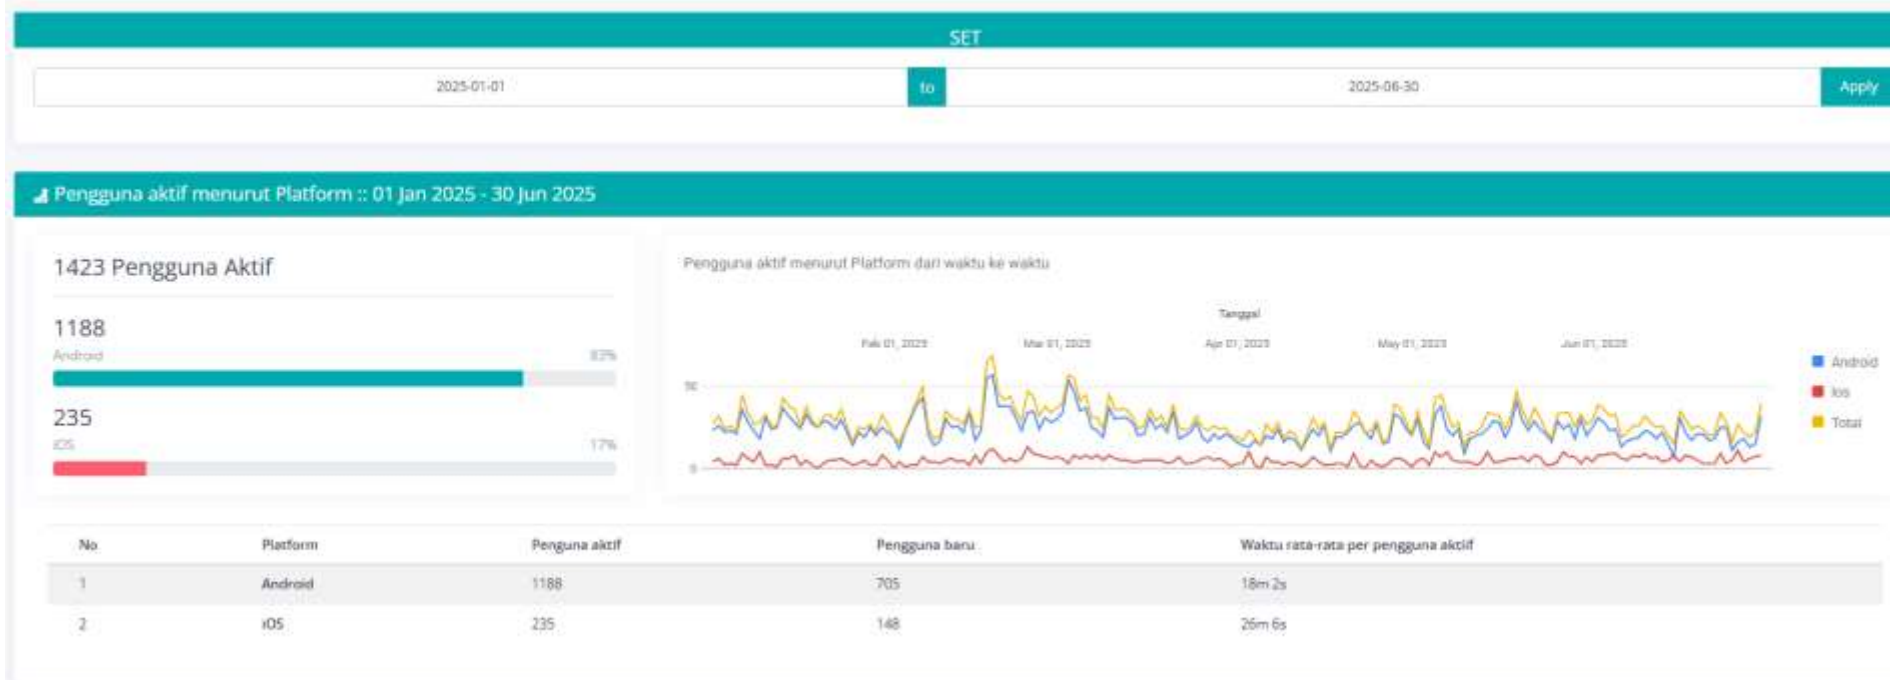 SET
2025-01-01 to 2025-06-30 Apply
Pengguna aktif menurut Platform :: 01 Jan 2025 - 30 Jun 2025
1423 Pengguna Aktif
1188
Android 83%
235
iOS 17%
Pengguna aktif menurut Platform dari waktu ke waktu
Tanggal
Feb 01, 2025 Mar 01, 2025 Apr 01, 2025 May 01, 2025 Jun 01, 2025
50
0
Android
Ios
Total
No Platform Penguna aktif Pengguna baru Waktu rata-rata per pengguna aktiif
1 Android 1188 705 18m 2s
2 iOS 235 148 26m 6s